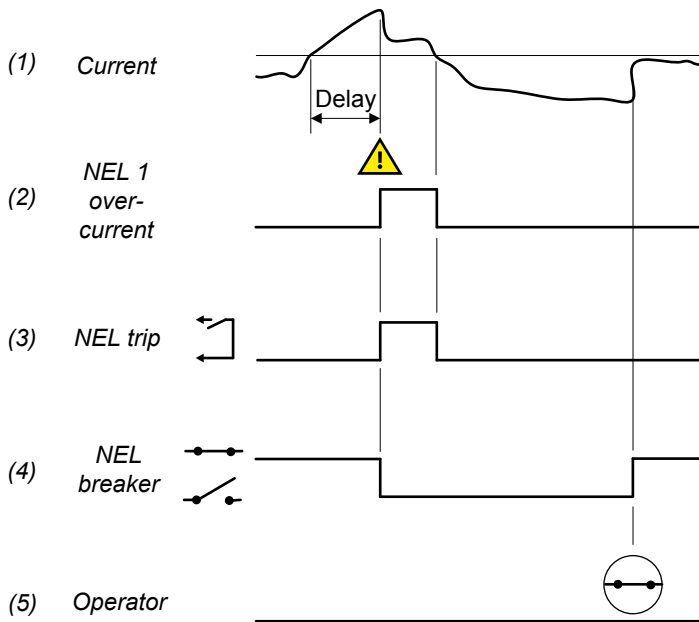 (1) Current
Delay
!
(2) NEL 1
over-
current
(3) NEL trip
(4) NEL
breaker
(5) Operator